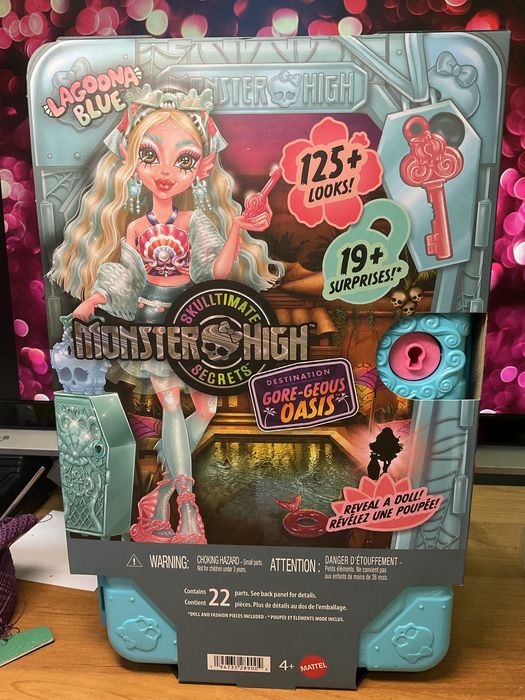 LAGOONA
BLUE
MONSTER HIGH
125+
LOOKS!
19+
SURPRISES!*
SKULLTIMATE
MONSTER HIGH™
SECRETS
DESTINATION
GORE-GEOUS
OASIS
REVEAL A DOLL!
RÉVÉLEZ UNE POUPÉE!
WARNING: CHOKING HAZARD - Small parts.
Not for children under 3 years.
ATTENTION : DANGER D'ÉTOUFFEMENT -
Petits éléments. Ne convient pas
aux enfants de moins de 36 mois.
Contains 22 parts. See back panel for details.
Contient 22 pièces. Plus de détails au dos de l'emballage.
*DOLL AND FASHION PIECES INCLUDED • * POUPÉE ET ÉLÉMENTS MODE INCLUS.
1 94735 28900
4+
MATTEL